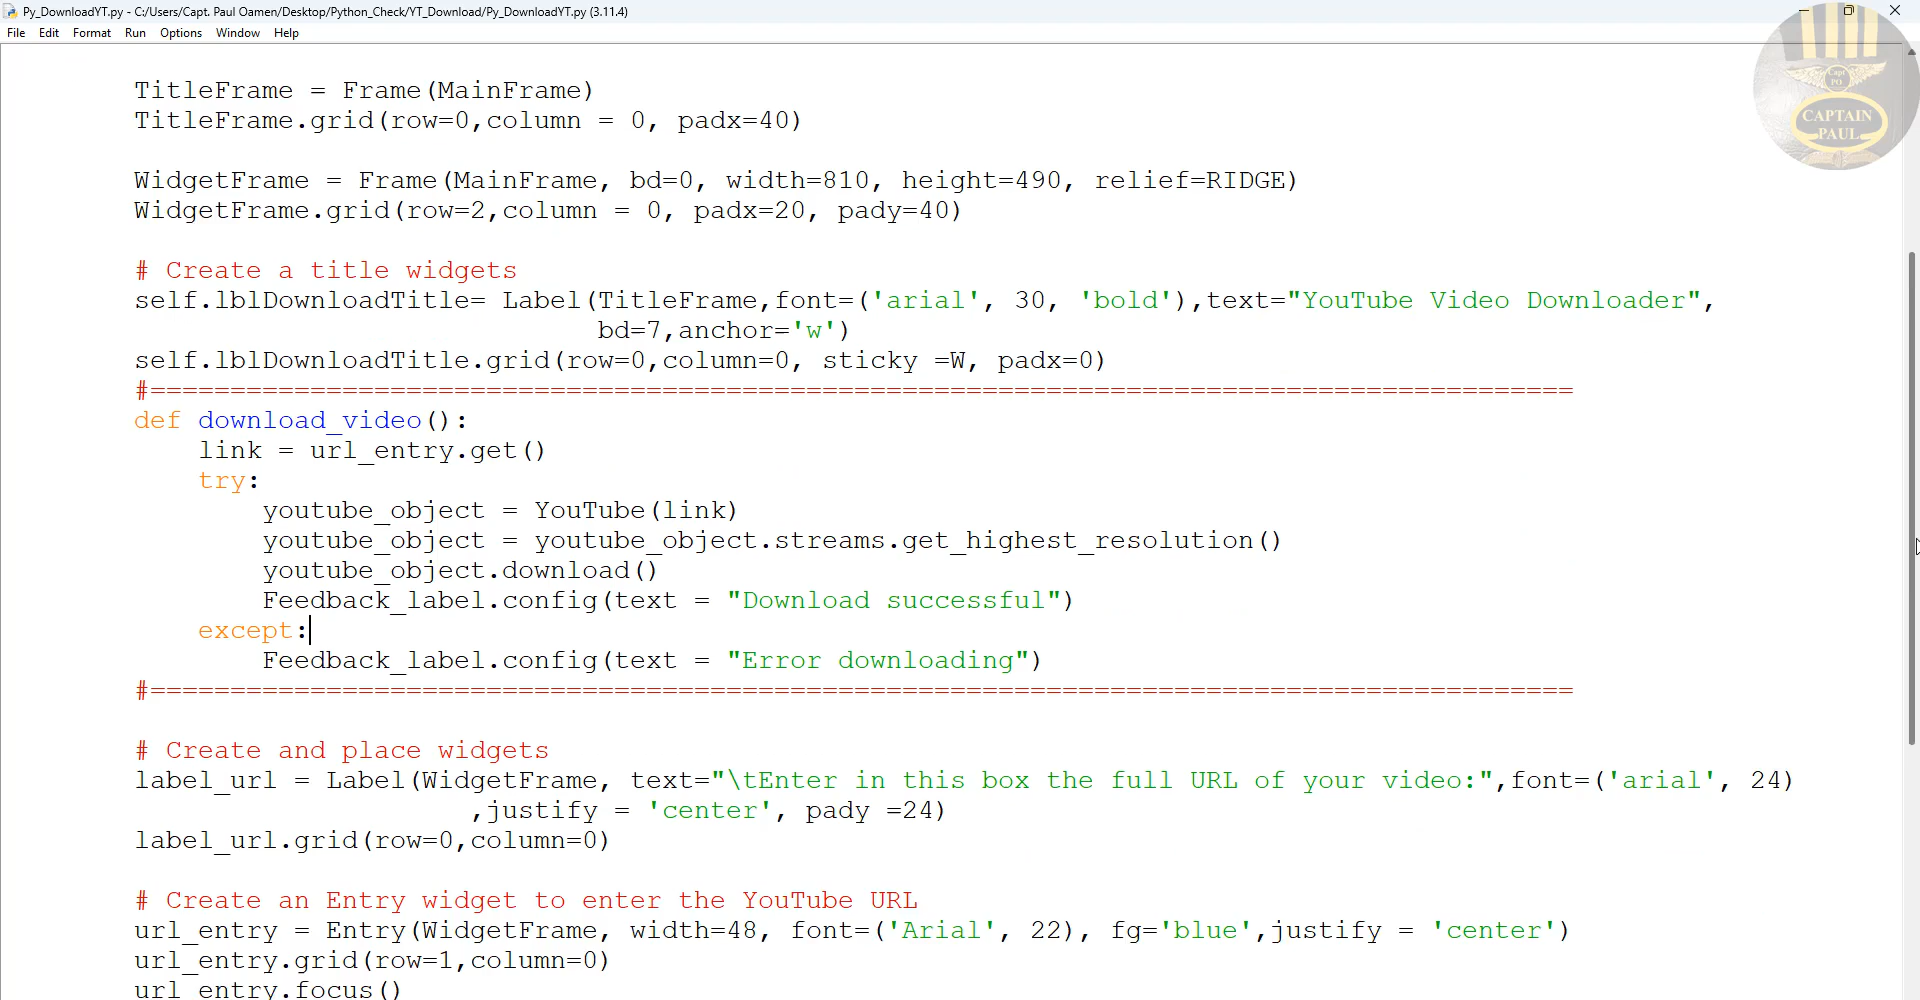 Py_DownloadYT.py - C:/Users/Capt. Paul Oamen/Desktop/Python_Check/YT_Download/Py_DownloadYT.py (3.11.4)
File Edit Format Run Options Window Help
TitleFrame = Frame(MainFrame)
TitleFrame.grid(row=0,column = 0, padx=40)
WidgetFrame = Frame(MainFrame, bd=0, width=810, height=490, relief=RIDGE)
WidgetFrame.grid(row=2,column = 0, padx=20, pady=40)
# Create a title widgets
self.lblDownloadTitle= Label(TitleFrame,font=('arial', 30, 'bold'),text="YouTube Video Downloader",
bd=7,anchor='w')
self.lblDownloadTitle.grid(row=0,column=0, sticky =W, padx=0)
#=========================================================================================
def download_video():
link = url_entry.get()
try:
youtube_object = YouTube(link)
youtube_object = youtube_object.streams.get_highest_resolution()
youtube_object.download()
Feedback_label.config(text = "Download successful")
except:
Feedback_label.config(text = "Error downloading")
#=========================================================================================
# Create and place widgets
label_url = Label(WidgetFrame, text="\tEnter in this box the full URL of your video:",font=('arial', 24)
,justify = 'center', pady =24)
label_url.grid(row=0,column=0)
# Create an Entry widget to enter the YouTube URL
url_entry = Entry(WidgetFrame, width=48, font=('Arial', 22), fg='blue',justify = 'center')
url_entry.grid(row=1,column=0)
url_entry.focus()
Capt
PO
CAPTAIN
PAUL